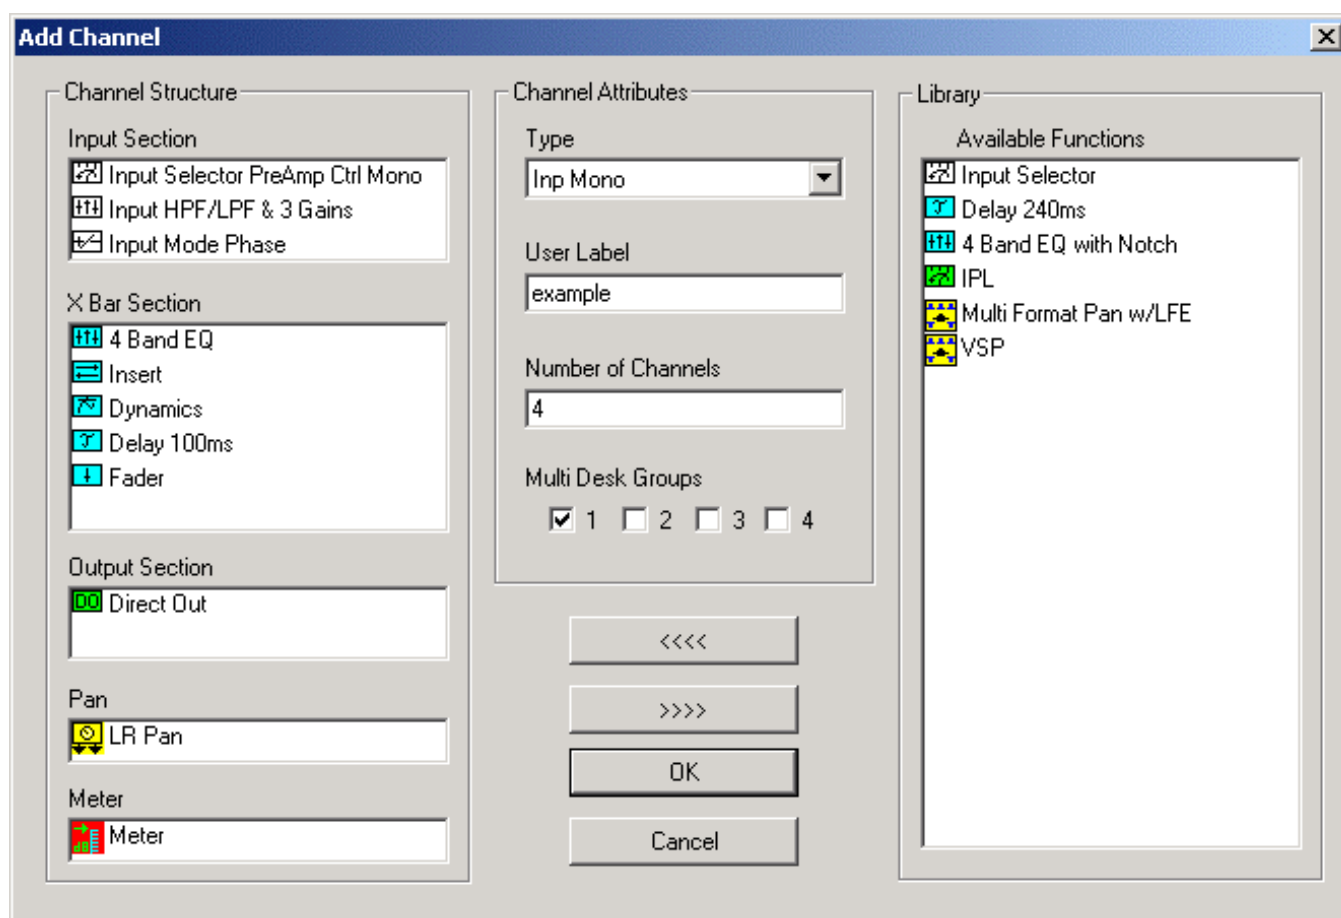 Add Channel
Channel Structure
Input Section
Input Selector PreAmp Ctrl Mono
Input HPF/LPF & 3 Gains
Input Mode Phase
X Bar Section
4 Band EQ
Insert
Dynamics
Delay 100ms
Fader
Output Section
DO Direct Out
Pan
LR Pan
Meter
dB Meter
Channel Attributes
Type
Inp Mono
User Label
example
Number of Channels
4
Multi Desk Groups
1 2 3 4
<<<<
>>>>
OK
Cancel
Library
Available Functions
Input Selector
Delay 240ms
4 Band EQ with Notch
IPL
Multi Format Pan w/LFE
VSP